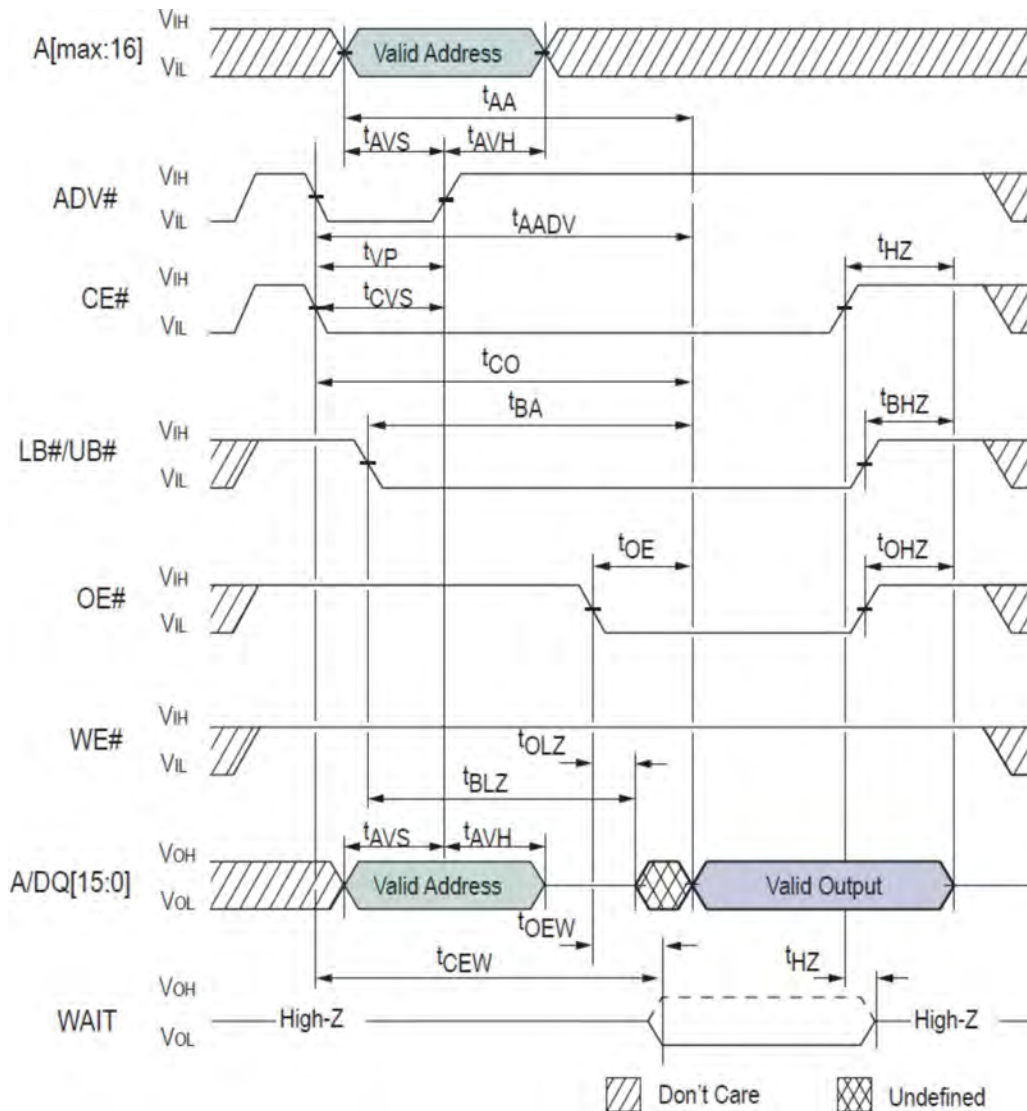 VIH
A[max:16]
VIL
Valid Address
tAA
tAVS
tAVH
VIH
ADV#
VIL
tAADV
tVP
tHZ
VIH
CE#
tCVS
VIL
tCO
tBA
tBHZ
VIH
LB#/UB#
VIL
tOE
tOHZ
VIH
OE#
VIL
VIH
WE#
tOLZ
VIL
tBLZ
tAVS
tAVH
VOH
A/DQ[15:0]
Valid Address
Valid Output
VOL
tOEW
tCEW
tHZ
VOH
WAIT
High-Z
High-Z
VOL
Don't Care
Undefined